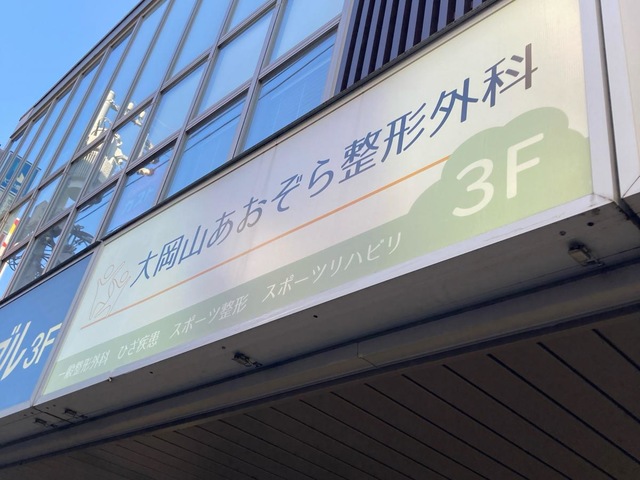 大岡山あおぞら整形外科
3F
一般整形外科 ひざ疾患 スポーツ整形 スポーツリハビリ
ル3F